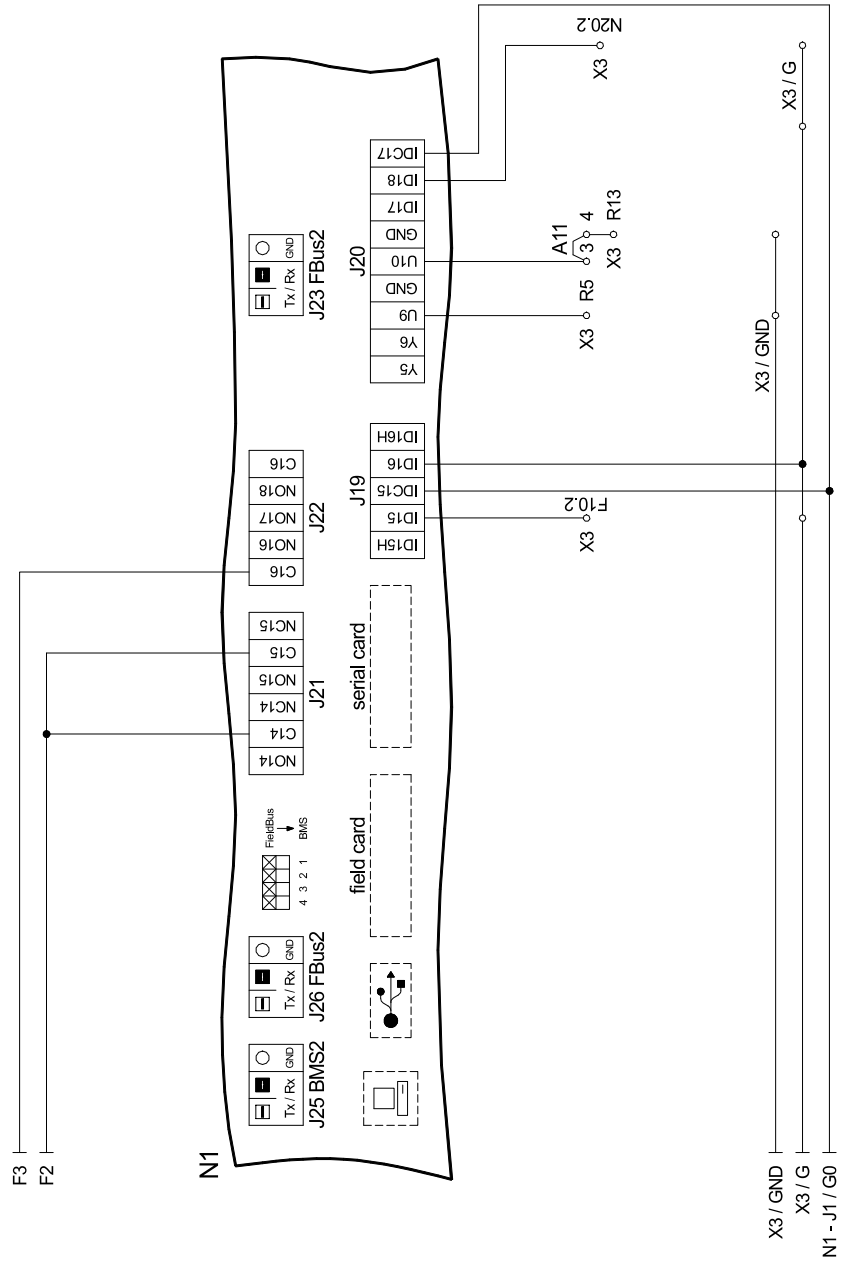 F3
F2
N1
J25 BMS2
Tx / Rx
GND
J26 FBus2
Tx / Rx
GND
4 3 2 1
FieldBus
BMS
J21
NO14
C14
NC14
NO15
C15
NC15
J22
C16
NO16
NO17
NO18
C16
J23 FBus2
Tx / Rx
GND
field card
serial card
J19
ID15H
ID15
IDC15
ID16
ID16H
J20
Y5
Y6
U9
GND
U10
GND
ID17
ID18
IDC17
X3
F10.2
X3
R5
A11
3 4
X3
R13
X3
N20.2
X3 / GND
X3 / G
X3 / GND
X3 / G
N1 - J1 / G0